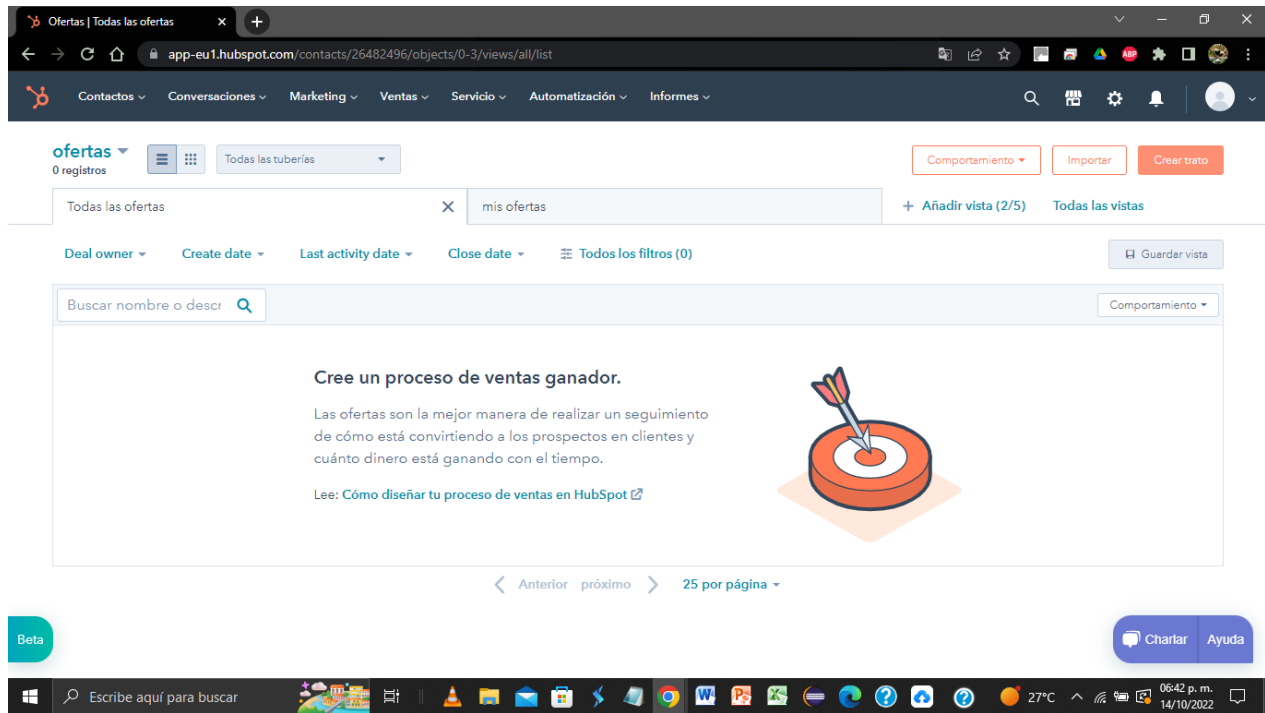 Ofertas | Todas las ofertas
app-eu1.hubspot.com/contacts/26482496/objects/0-3/views/all/list
ABP
Contactos Conversaciones Marketing Ventas Servicio Automatización Informes
ofertas
0 registros
Todas las tuberías
Comportamiento Importar Crear trato
Todas las ofertas mis ofertas + Añadir vista (2/5) Todas las vistas
Deal owner Create date Last activity date Close date Todos los filtros (0) Guardar vista
Buscar nombre o descr Comportamiento
Cree un proceso de ventas ganador.
Las ofertas son la mejor manera de realizar un seguimiento
de cómo está convirtiendo a los prospectos en clientes y
cuánto dinero está ganando con el tiempo.
Lee: Cómo diseñar tu proceso de ventas en HubSpot
Anterior próximo 25 por página
Beta
Charlar Ayuda
Escribe aquí para buscar
27°C
06:42 p. m.
14/10/2022